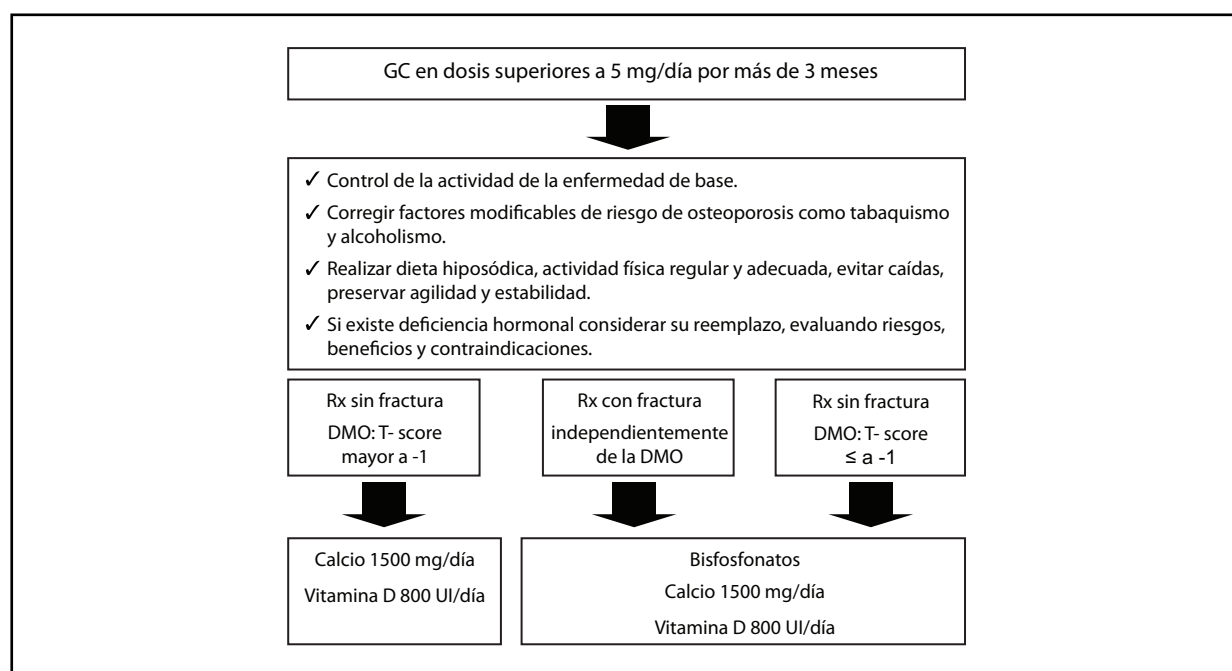 GC en dosis superiores a 5 mg/día por más de 3 meses
✓ Control de la actividad de la enfermedad de base.
✓ Corregir factores modificables de riesgo de osteoporosis como tabaquismo
y alcoholismo.
✓ Realizar dieta hiposódica, actividad física regular y adecuada, evitar caídas,
preservar agilidad y estabilidad.
✓ Si existe deficiencia hormonal considerar su reemplazo, evaluando riesgos,
beneficios y contraindicaciones.
Rx sin fractura
DMO: T- score
mayor a -1
Rx con fractura
independientemente
de la DMO
Rx sin fractura
DMO: T- score
≤ a -1
Calcio 1500 mg/día
Vitamina D 800 UI/día
Bisfosfonatos
Calcio 1500 mg/día
Vitamina D 800 UI/día